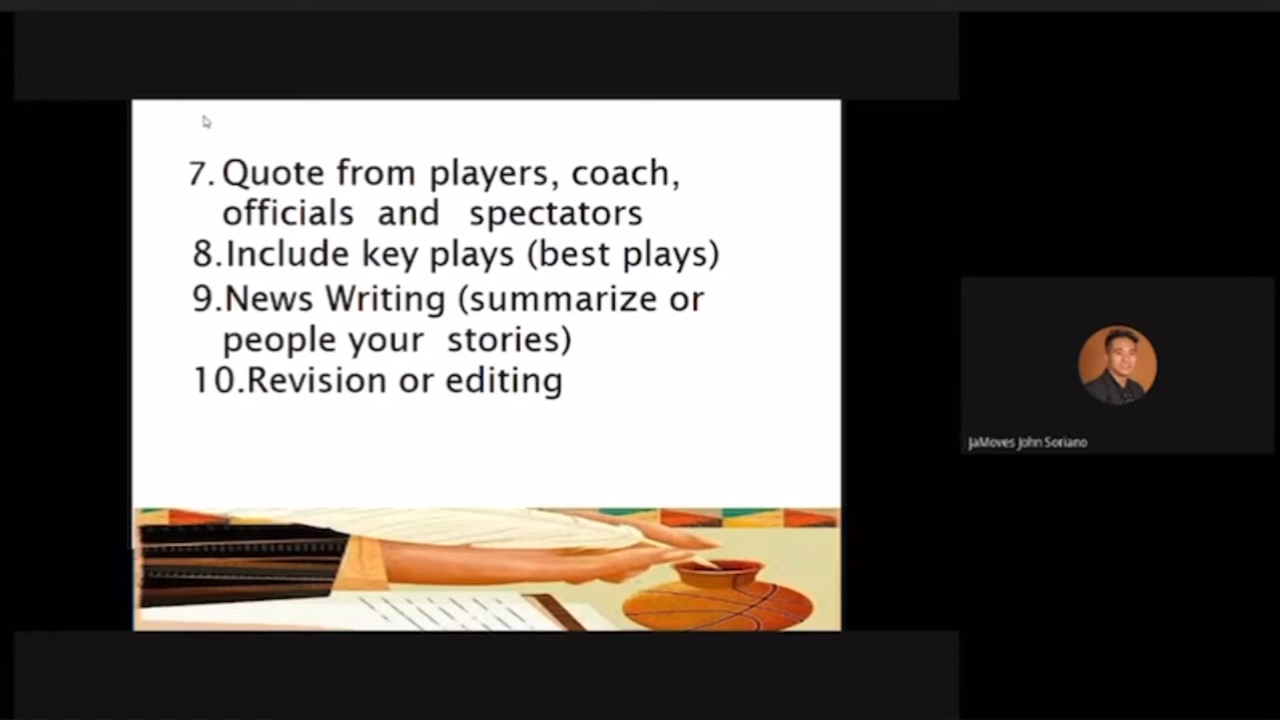 7. Quote from players, coach,
officials and spectators
8.Include key plays (best plays)
9.News Writing (summarize or
people your stories)
10.Revision or editing
JaMoves John Soriano